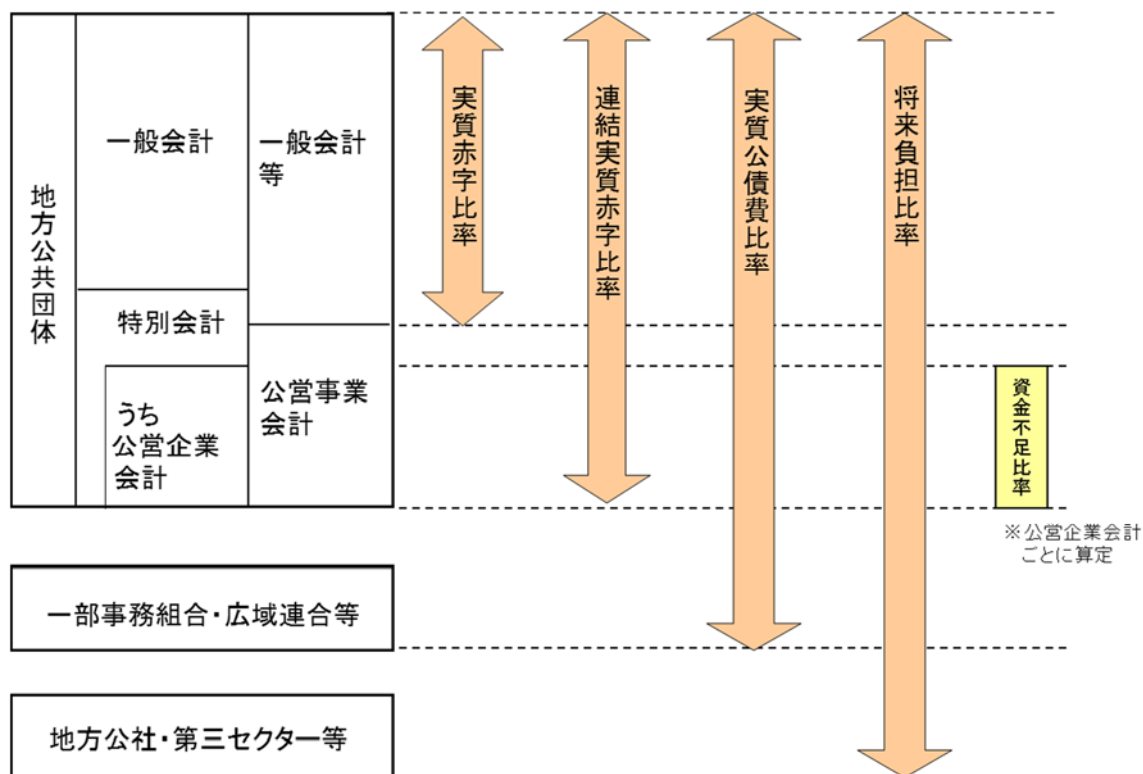 地方公共団体
一般会計
特別会計
うち
公営企業
会計
一般会計
等
公営事業
会計
実質赤字比率
連結実質赤字比率
実質公債費比率
将来負担比率
資金不足比率
※公営企業会計
ごとに算定
一部事務組合・広域連合等
地方公社・第三セクター等